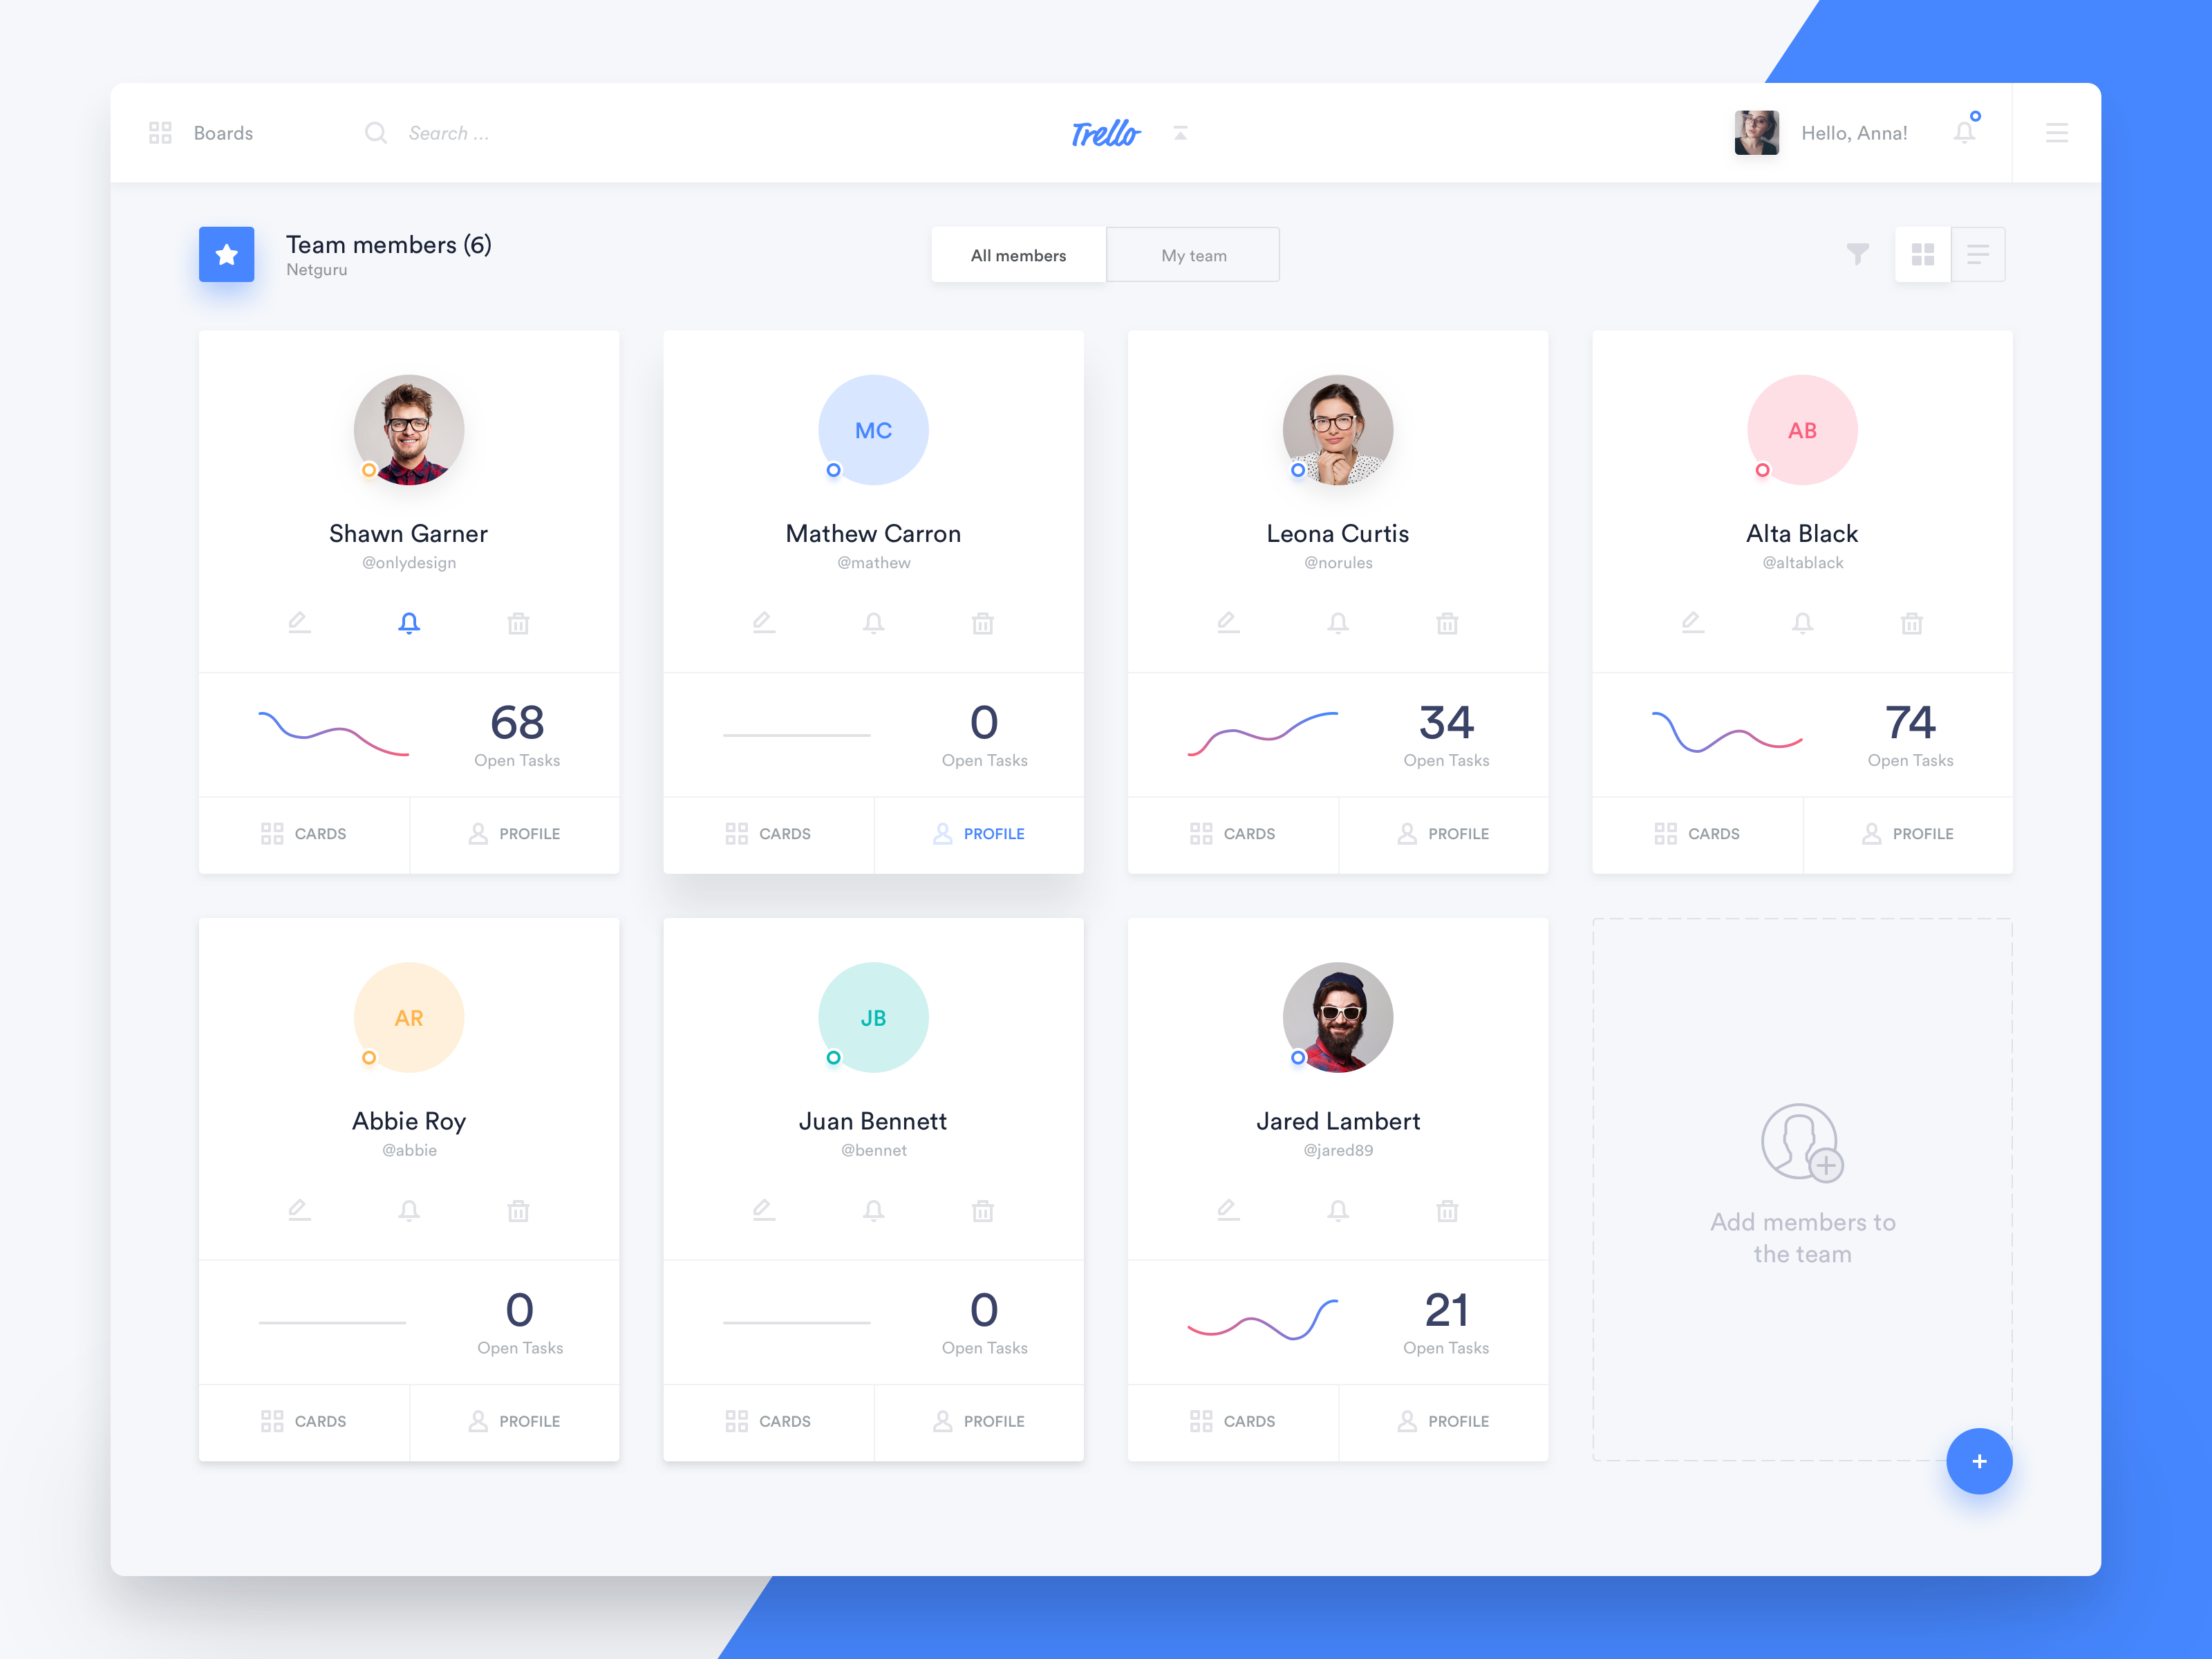 Boards
Search ...
Trello
Hello, Anna!
Team members (6)
Netguru
All members
My team
MC
AB
Shawn Garner
Mathew Carron
Leona Curtis
Alta Black
@onlydesign
@mathew
@norules
@altablack
68
0
34
74
Open Tasks
Open Tasks
Open Tasks
Open Tasks
CARDS
PROFILE
CARDS
PROFILE
CARDS
PROFILE
CARDS
PROFILE
AR
JB
Abbie Roy
Juan Bennett
Jared Lambert
@abbie
@bennet
@jared89
Add members to
the team
0
0
21
Open Tasks
Open Tasks
Open Tasks
CARDS
PROFILE
CARDS
PROFILE
CARDS
PROFILE